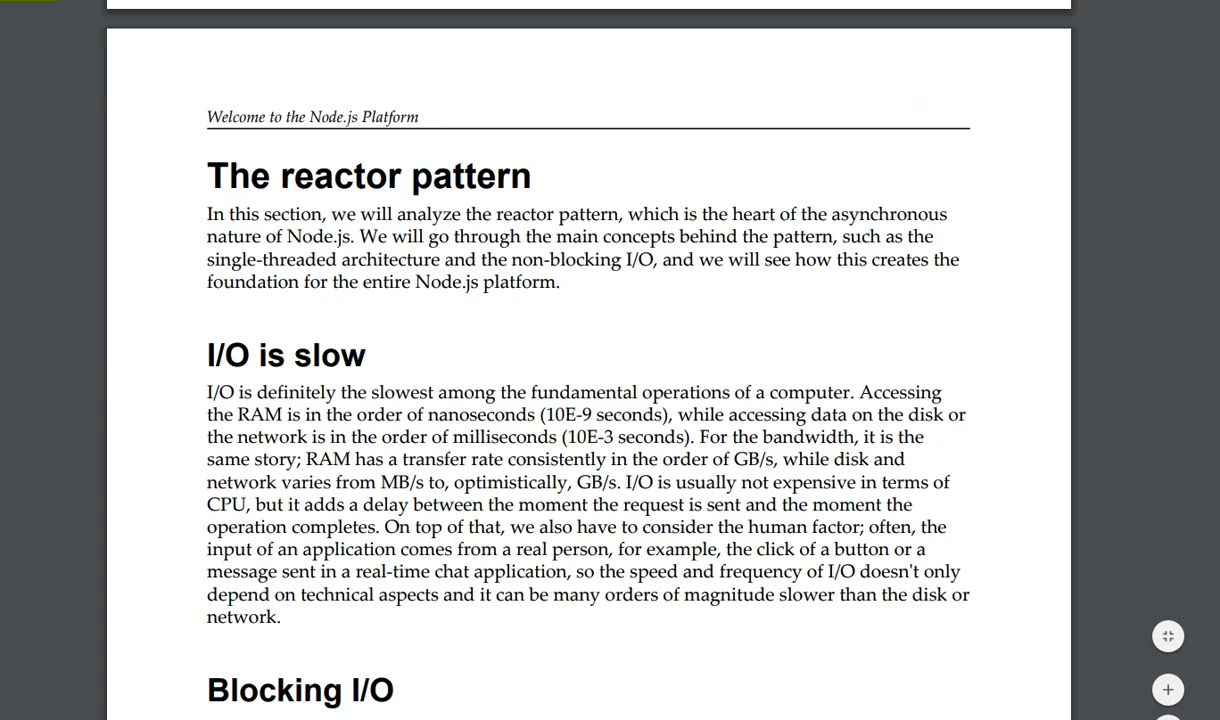 Welcome to the Node.js Platform
The reactor pattern
In this section, we will analyze the reactor pattern, which is the heart of the asynchronous
nature of Node.js. We will go through the main concepts behind the pattern, such as the
single-threaded architecture and the non-blocking I/O, and we will see how this creates the
foundation for the entire Node.js platform.
I/O is slow
I/O is definitely the slowest among the fundamental operations of a computer. Accessing
the RAM is in the order of nanoseconds (10E-9 seconds), while accessing data on the disk or
the network is in the order of milliseconds (10E-3 seconds). For the bandwidth, it is the
same story; RAM has a transfer rate consistently in the order of GB/s, while disk and
network varies from MB/s to, optimistically, GB/s. I/O is usually not expensive in terms of
CPU, but it adds a delay between the moment the request is sent and the moment the
operation completes. On top of that, we also have to consider the human factor; often, the
input of an application comes from a real person, for example, the click of a button or a
message sent in a real-time chat application, so the speed and frequency of I/O doesn't only
depend on technical aspects and it can be many orders of magnitude slower than the disk or
network.
Blocking I/O